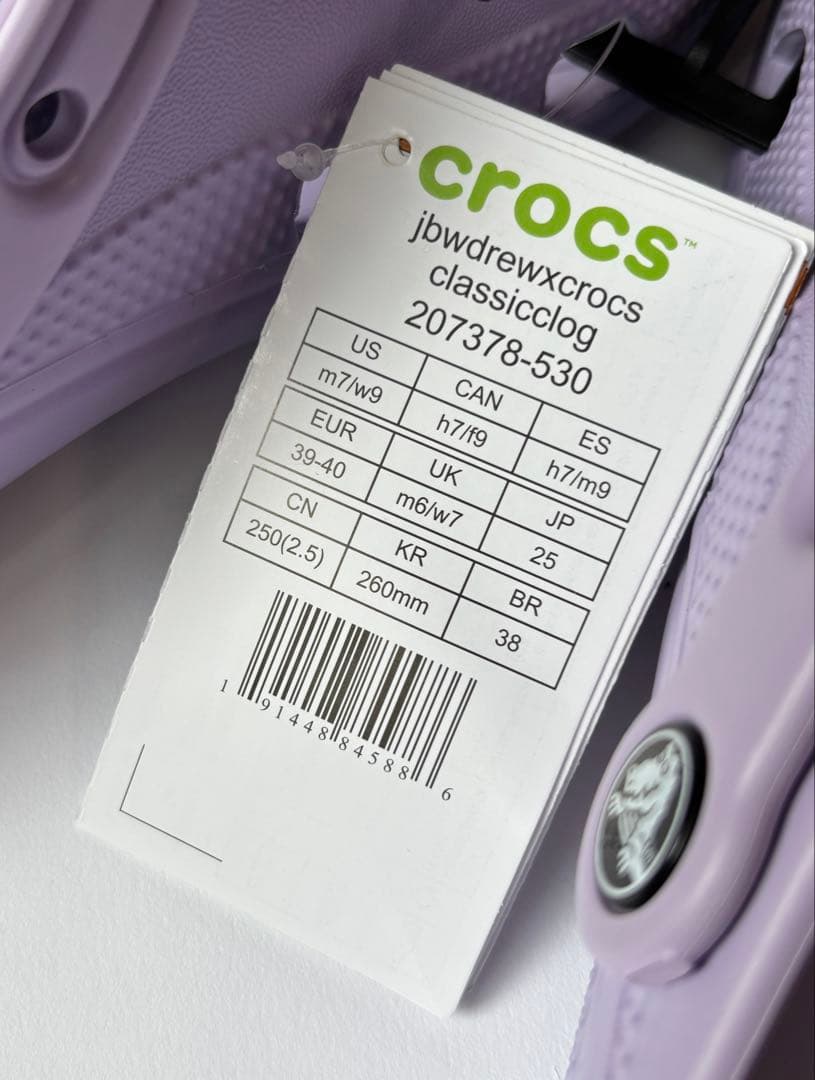 crocs™
jbwdrewxcrocs
classicclog
207378-530
US CAN ES
m7/w9 h7/f9 h7/m9
EUR UK JP
39-40 m6/w7 25
CN KR BR
250(2.5) 260mm 38
1 91448 84588 6